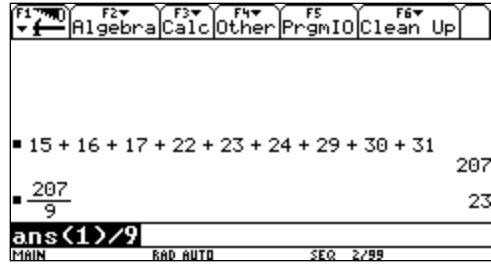 F1 F2 F3 F4 F5 F6
Algebra Calc Other PrgmIO Clean Up
15 + 16 + 17 + 22 + 23 + 24 + 29 + 30 + 31
207
207
9
23
ans(1)/9
MAIN RAD AUTO SEQ 2/99